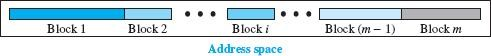 ● ● ● ● ● ●
Block 1 Block 2 Block i Block (m − 1) Block m
Address space